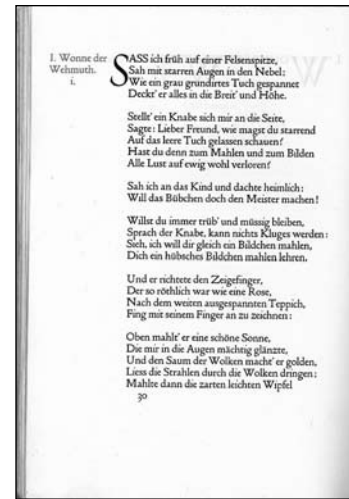 I. Wonne der
Wehmuth.
i.
SASS ich früh auf einer Felsenspitze,
Sah mit starren Augen in den Nebel:
Wie ein grau grundirtes Tuch gespannet
Deckt' er alles in die Breit' und Höhe.
Stellt' ein Knabe sich mir an die Seite,
Sagte: Lieber Freund, wie magst du starrend
Auf das leere Tuch gelassen schauen?
Hast du denn zum Mahlen und zum Bilden
Alle Lust auf ewig wohl verloren?
Sah ich an das Kind und dachte heimlich:
Will das Bübchen doch den Meister machen!
Willst du immer trüb' und müssig bleiben,
Sprach der Knabe, kann nichts Kluges werden:
Sieh, ich will dir gleich ein Bildchen mahlen,
Dich ein hübsches Bildchen mahlen lehren.
Und er richtete den Zeigefinger,
Der so röthlich war wie eine Rose,
Nach dem weiten ausgespannten Teppich,
Fing mit seinem Finger an zu zeichnen:
Oben mahlt' er eine schöne Sonne,
Die mir in die Augen mächtig glänzte,
Und den Saum der Wolken macht' er golden,
Liess die Strahlen durch die Wolken dringen;
Mahlte dann die zarten leichten Wipfel
30